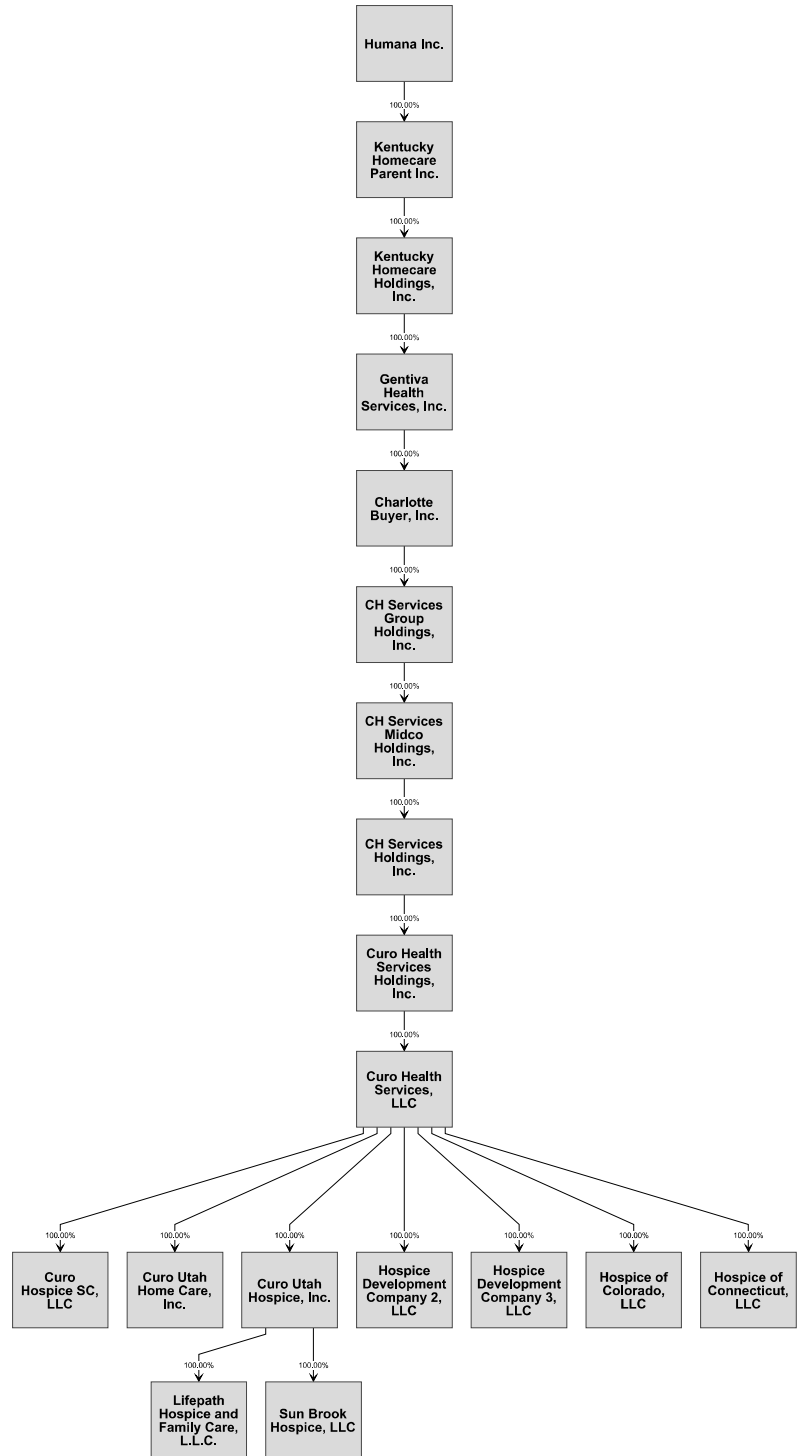 Humana Inc.
100.00%
Kentucky
Homecare
Parent Inc.
100.00%
Kentucky
Homecare
Holdings,
Inc.
100.00%
Gentiva
Health
Services, Inc.
100.00%
Charlotte
Buyer, Inc.
100.00%
CH Services
Group
Holdings,
Inc.
100.00%
CH Services
Midco
Holdings,
Inc.
100.00%
CH Services
Holdings,
Inc.
100.00%
Curo Health
Services
Holdings,
Inc.
100.00%
Curo Health
Services,
LLC
100.00%
100.00%
100.00%
100.00%
100.00%
100.00%
100.00%
Curo
Hospice SC,
LLC
Curo Utah
Home Care,
Inc.
Curo Utah
Hospice, Inc.
Hospice
Development
Company 2,
LLC
Hospice
Development
Company 3,
LLC
Hospice of
Colorado,
LLC
Hospice of
Connecticut,
LLC
100.00%
100.00%
Lifepath
Hospice and
Family Care,
L.L.C.
Sun Brook
Hospice, LLC